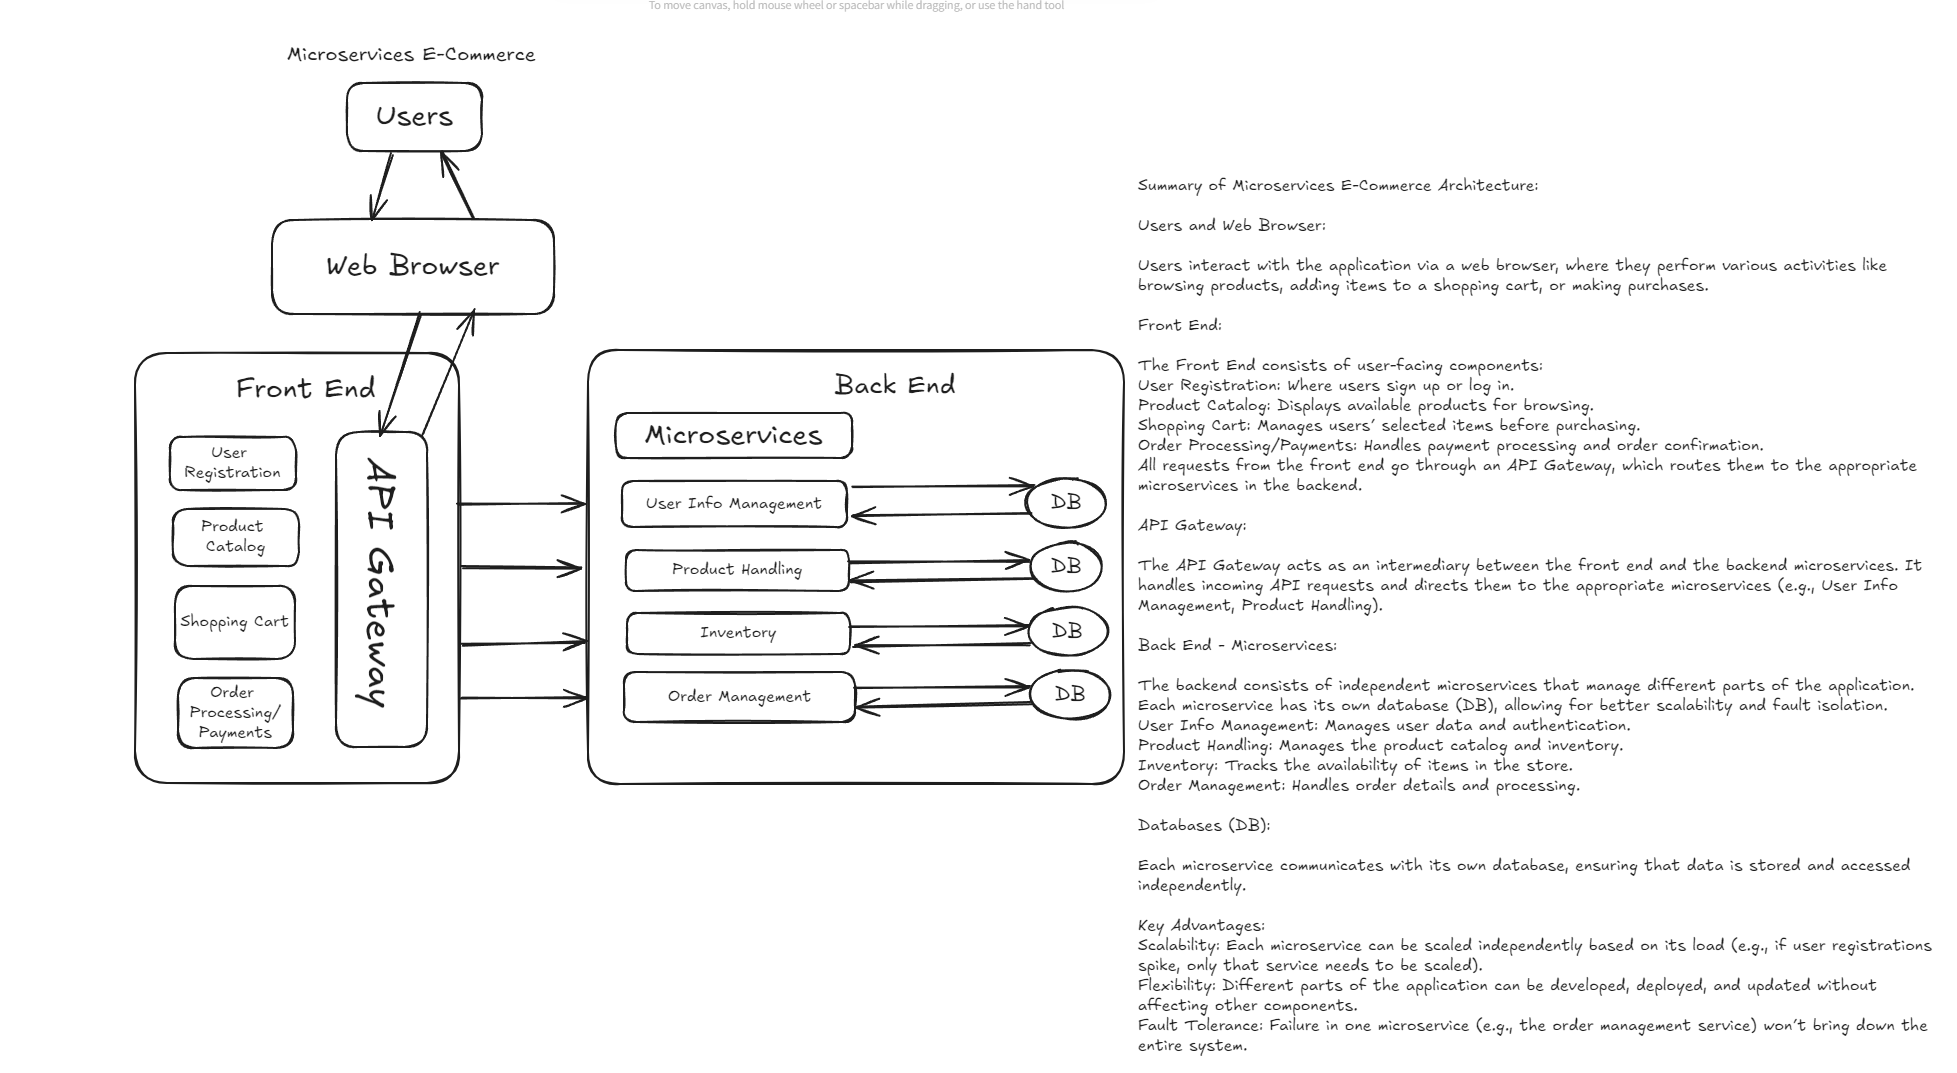 To move canvas, hold mouse wheel or spacebar while dragging, or use the hand tool
Microservices E-Commerce
Users
Web Browser
Front End
User
Registration
Product
Catalog
Shopping Cart
Order
Processing/
Payments
API Gateway
Back End
Microservices
User Info Management
DB
Product Handling
DB
Inventory
DB
Order Management
DB
Summary of Microservices E-Commerce Architecture:
Users and Web Browser:
Users interact with the application via a web browser, where they perform various activities like
browsing products, adding items to a shopping cart, or making purchases.
Front End:
The Front End consists of user-facing components:
User Registration: Where users sign up or log in.
Product Catalog: Displays available products for browsing.
Shopping Cart: Manages users' selected items before purchasing.
Order Processing/Payments: Handles payment processing and order confirmation.
All requests from the front end go through an API Gateway, which routes them to the appropriate
microservices in the backend.
API Gateway:
The API Gateway acts as an intermediary between the front end and the backend microservices. It
handles incoming API requests and directs them to the appropriate microservices (e.g., User Info
Management, Product Handling).
Back End - Microservices:
The backend consists of independent microservices that manage different parts of the application.
Each microservice has its own database (DB), allowing for better scalability and fault isolation.
User Info Management: Manages user data and authentication.
Product Handling: Manages the product catalog and inventory.
Inventory: Tracks the availability of items in the store.
Order Management: Handles order details and processing.
Databases (DB):
Each microservice communicates with its own database, ensuring that data is stored and accessed
independently.
Key Advantages:
Scalability: Each microservice can be scaled independently based on its load (e.g., if user registrations
spike, only that service needs to be scaled).
Flexibility: Different parts of the application can be developed, deployed, and updated without
affecting other components.
Fault Tolerance: Failure in one microservice (e.g., the order management service) won't bring down the
entire system.